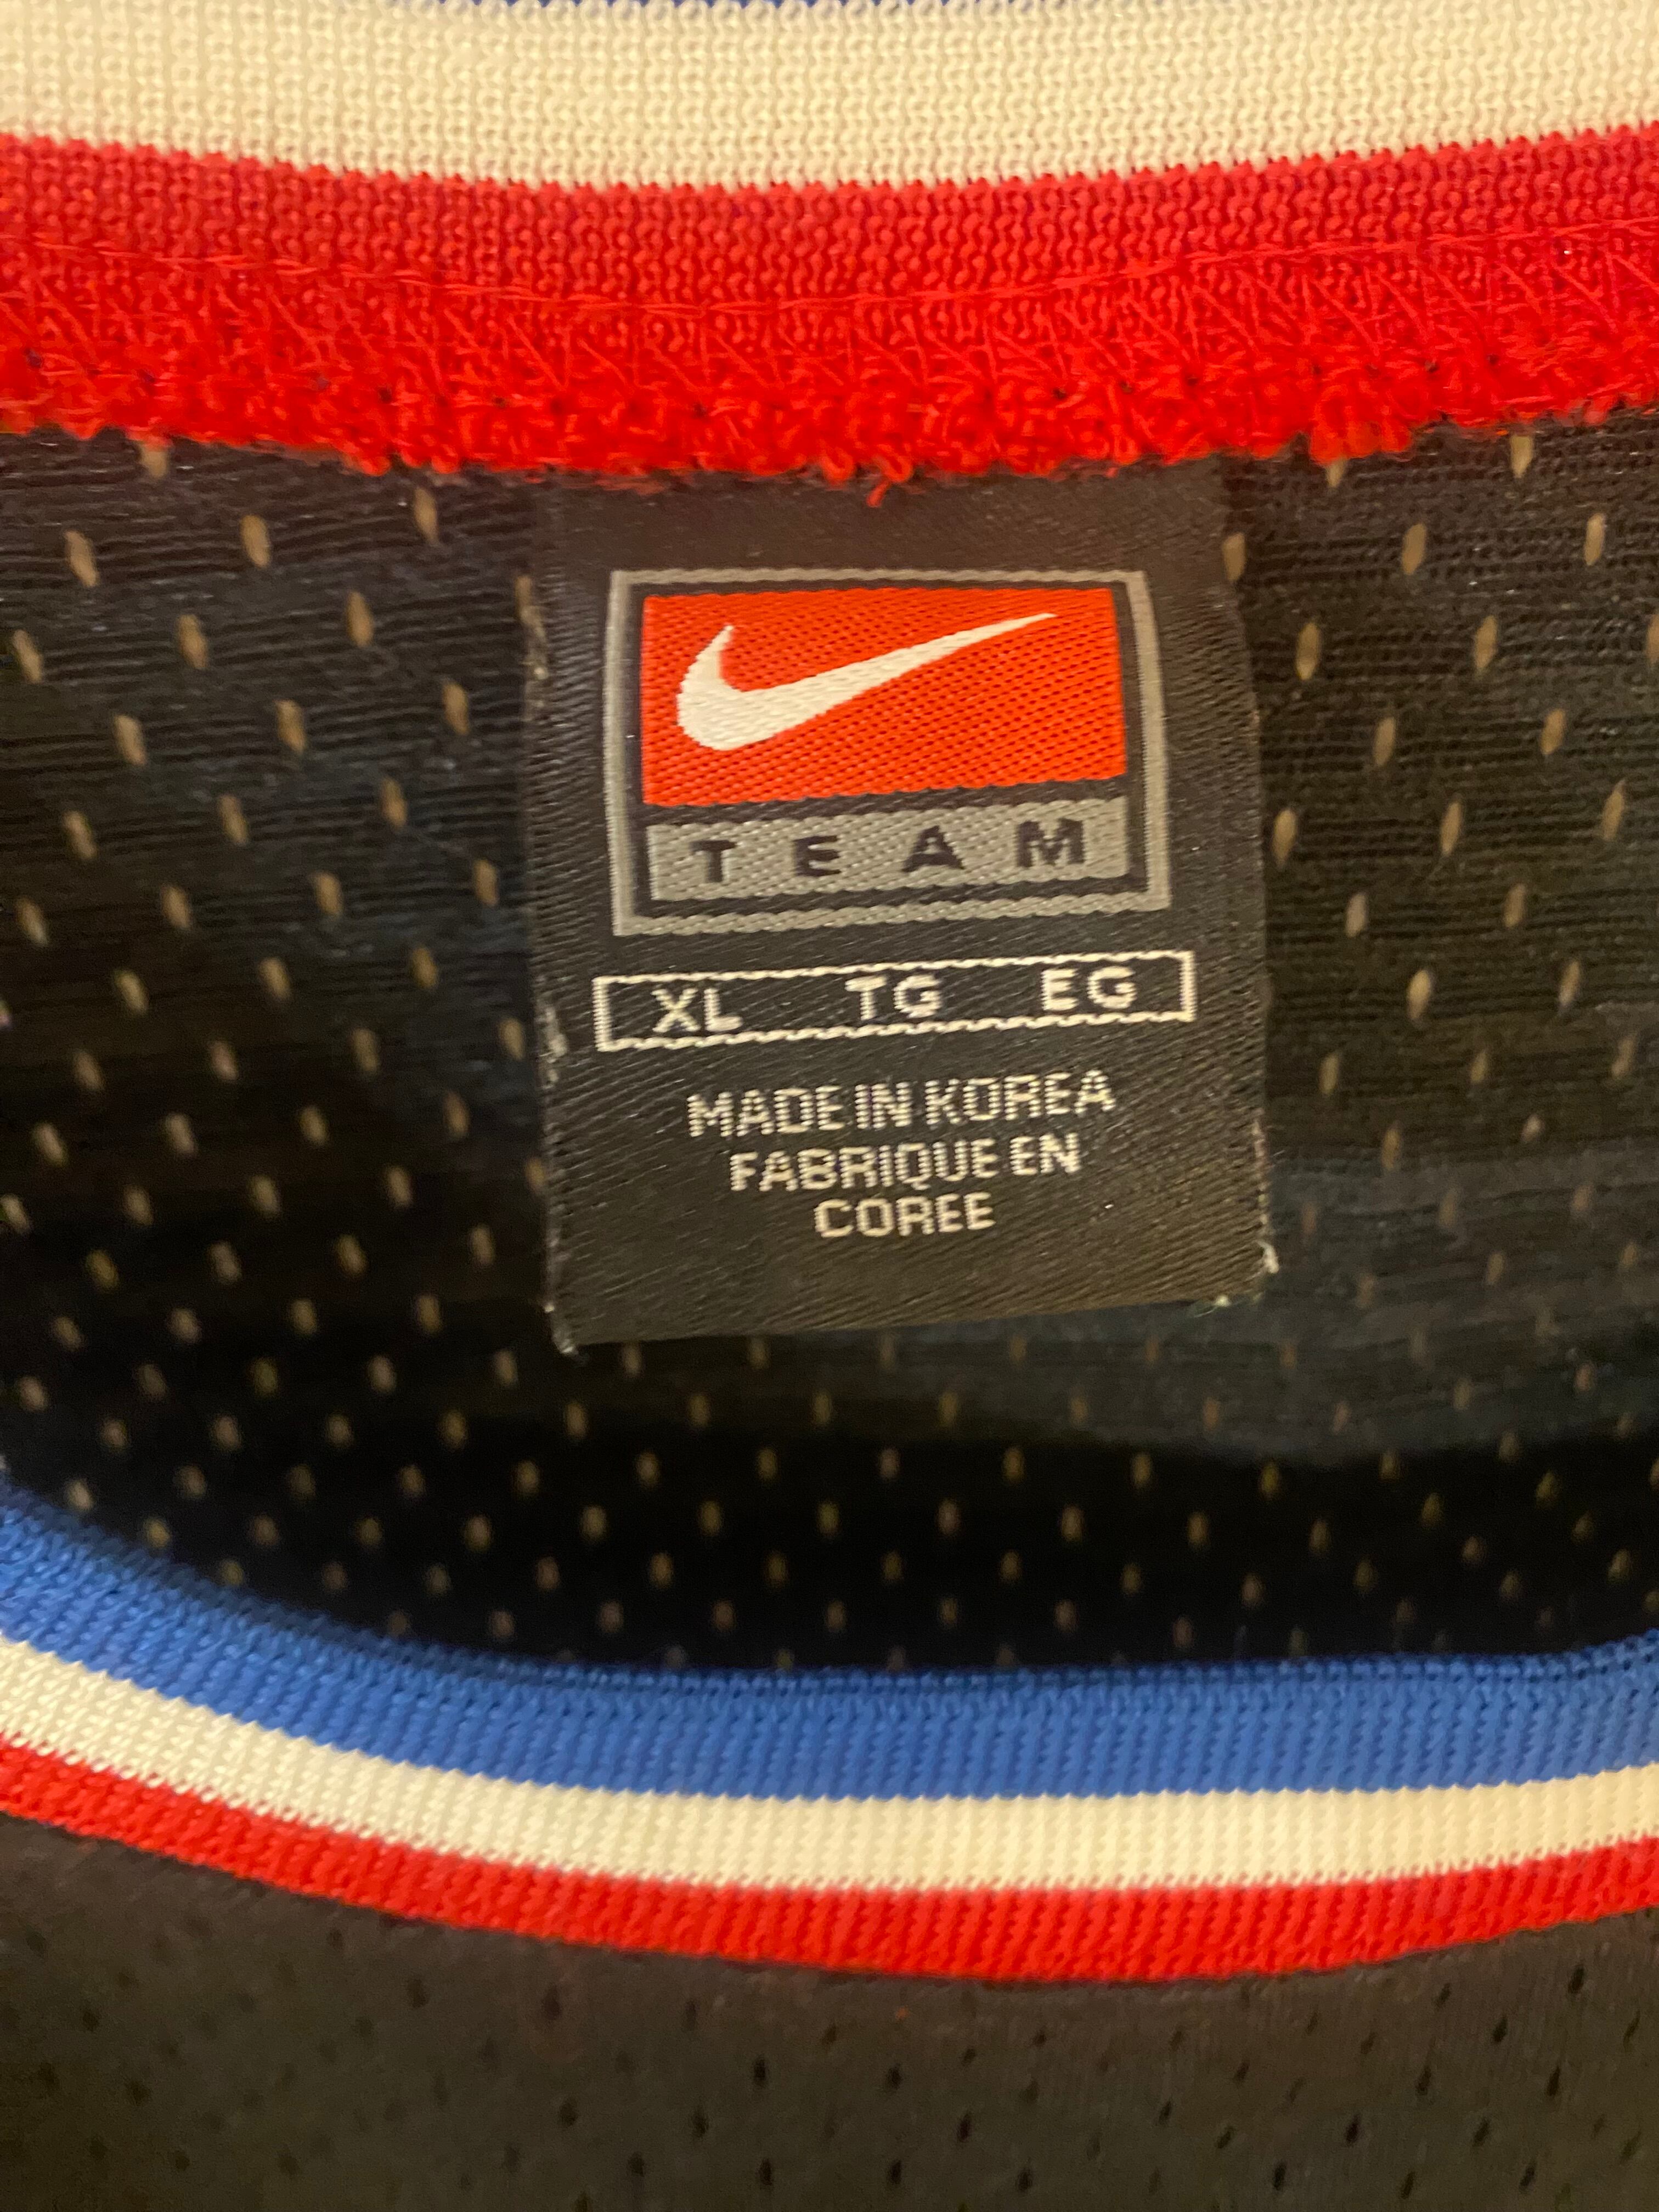 TEAM
XL TG EG
MADE IN KOREA
FABRIQUE EN
COREE